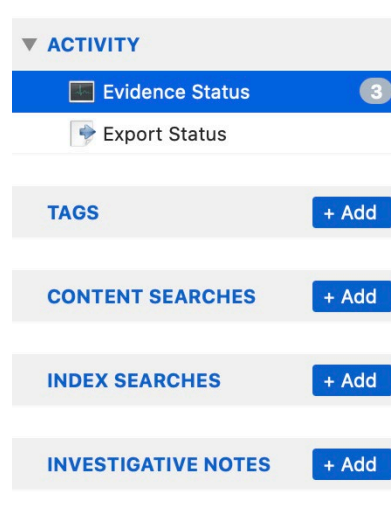 ACTIVITY
Evidence Status 3
Export Status
TAGS + Add
CONTENT SEARCHES + Add
INDEX SEARCHES + Add
INVESTIGATIVE NOTES + Add